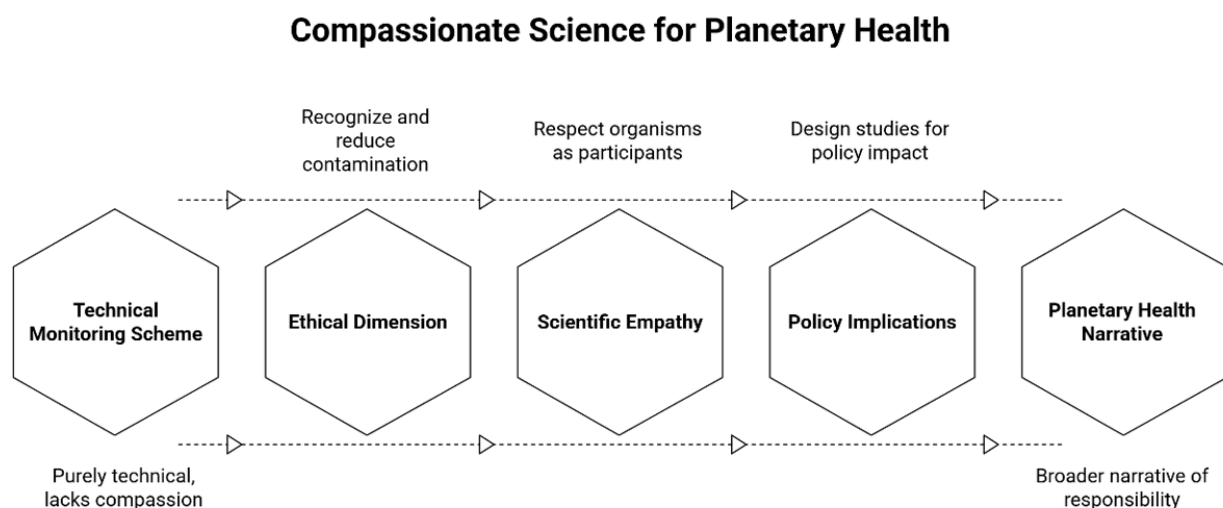 Compassionate Science for Planetary Health
Recognize and
reduce
contamination
Respect organisms
as participants
Design studies for
policy impact
Technical
Monitoring Scheme
Ethical Dimension
Scientific Empathy
Policy Implications
Planetary Health
Narrative
Purely technical,
lacks compassion
Broader narrative of
responsibility